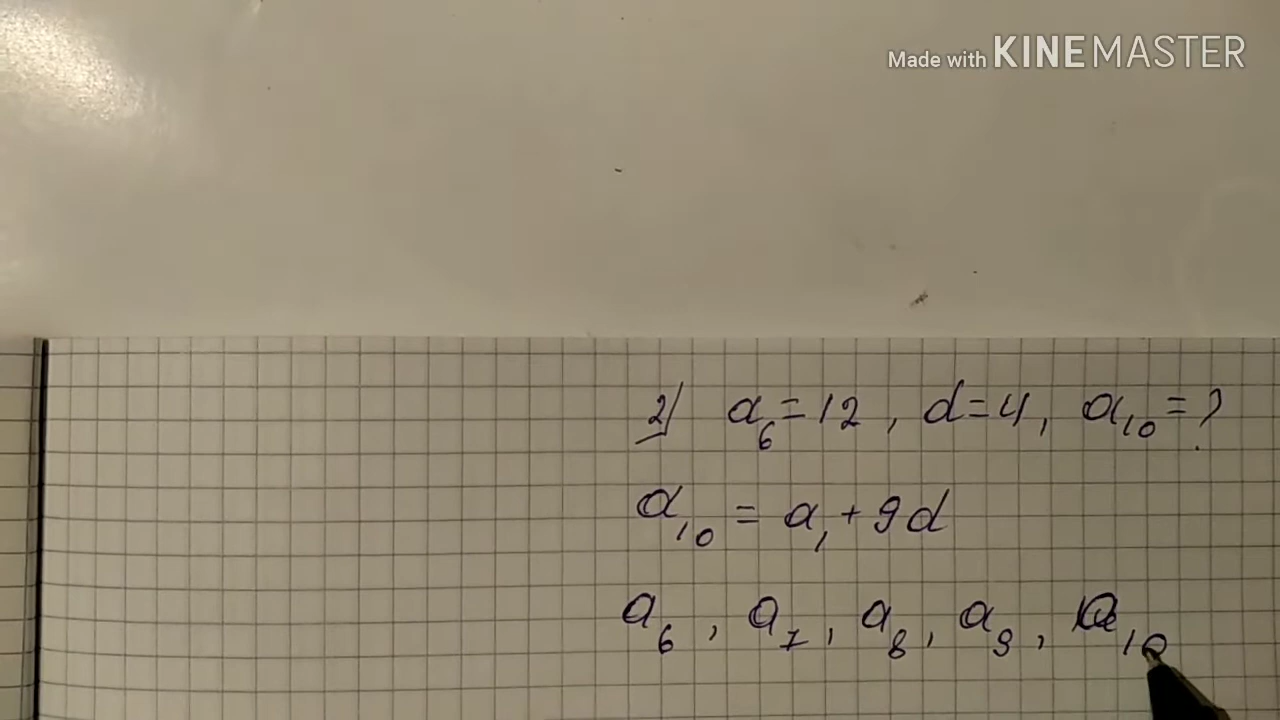 Made with KINEMASTER
2) a₆ = 12, d = 4, a₁₀ = ?
a₁₀ = a₁ + 9d
a₆, a₇, a₈, a₉, a₁₀